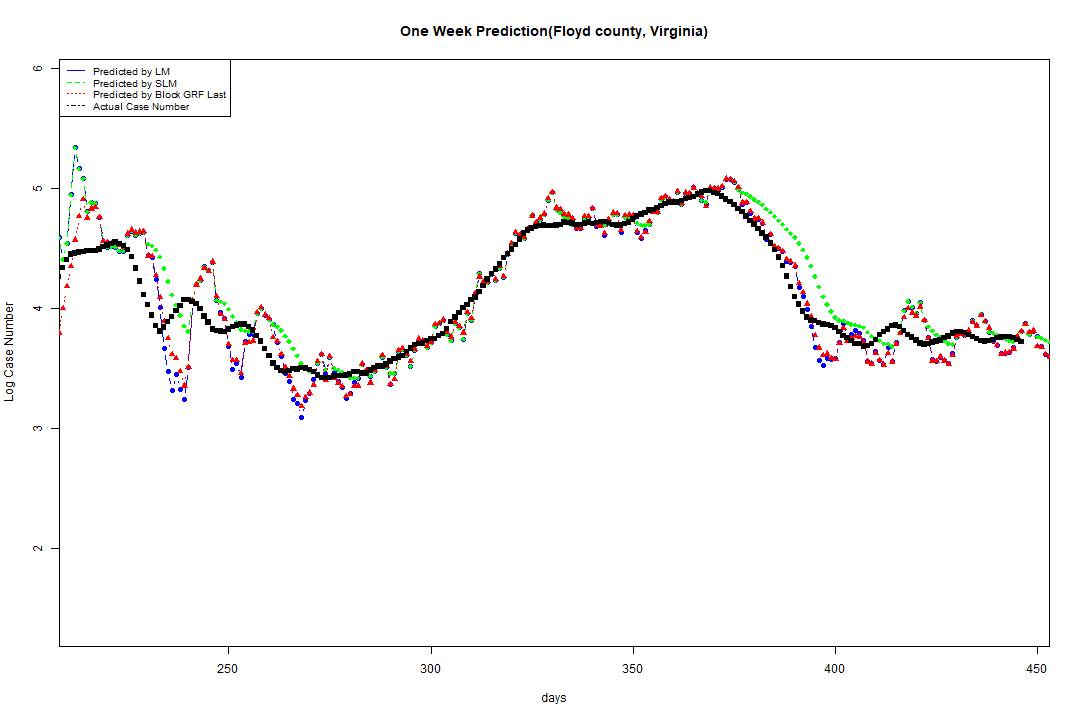 One Week Prediction(Floyd county, Virginia)
Predicted by LM
Predicted by SLM
Predicted by Block GRF Last
Actual Case Number
6
5
4
3
2
Log Case Number
250 300 350 400 450
days